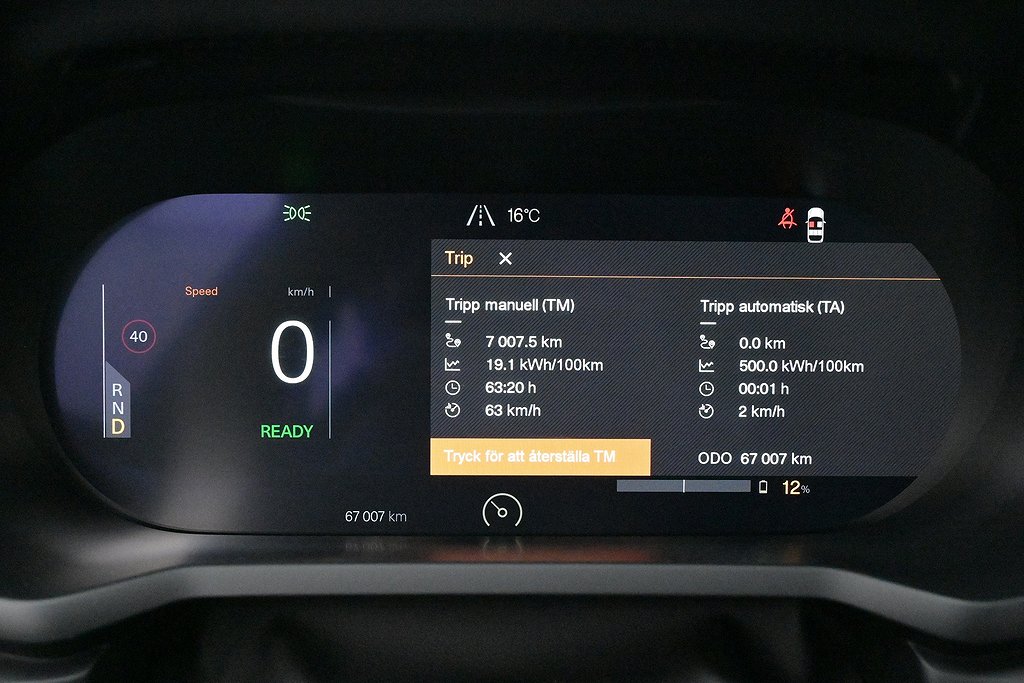 16°C
Speed
km/h
40
0
R
N
D
READY
67 007 km
Trip
Tripp manuell (TM)
7 007.5 km
19.1 kWh/100km
63:20 h
63 km/h
Tryck för att återställa TM
Tripp automatisk (TA)
0.0 km
500.0 kWh/100km
00:01 h
2 km/h
ODO 67 007 km
12%